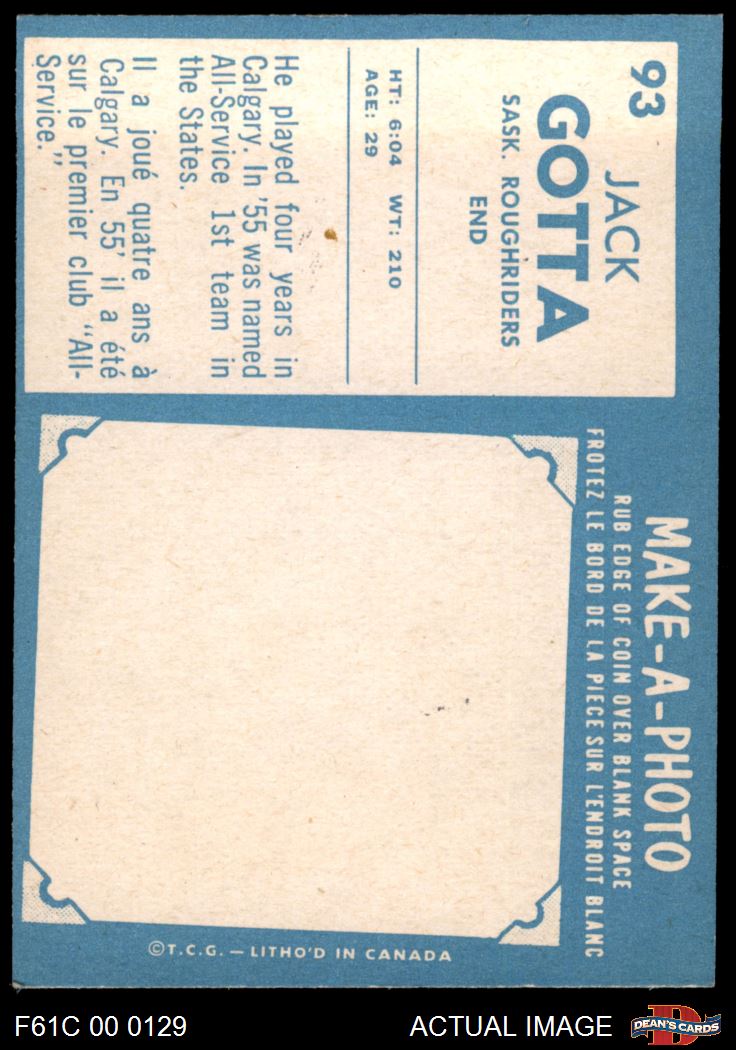 93
JACK
GOTTA
SASK. ROUGHRIDERS
END
HT: 6:04 WT: 210
AGE: 29
He played four years in
Calgary. In '55 was named
All-Service 1st team in
the States.
Il a joué quatre ans à
Calgary. En 55' il a été
sur le premier club "All-
Service."
MAKE-A-PHOTO
RUB EDGE OF COIN OVER BLANK SPACE
FROTEZ LE BORD DE LA PIECE SUR L'ENDROIT BLANC
©T.C.G. — LITHO'D IN CANADA
F61C 00 0129
ACTUAL IMAGE
DEAN'S CARDS